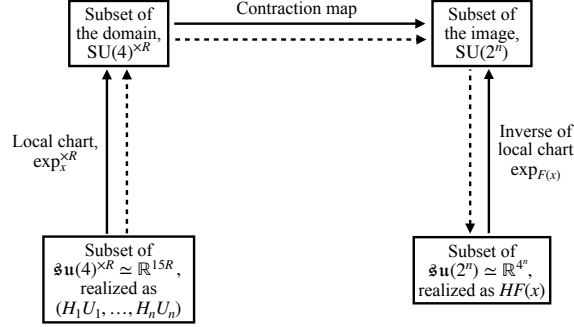 Subset of
the domain,
SU(4)^{×R}
Contraction map
Subset of
the image,
SU(2^n)
Local chart,
exp_x^{×R}
Inverse of
local chart
exp_{F(x)}
Subset of
𝔰𝔲(4)^{×R} ≃ ℝ^{15R},
realized as
(H_1U_1, …, H_nU_n)
Subset of
𝔰𝔲(2^n) ≃ ℝ^{4^n},
realized as HF(x)